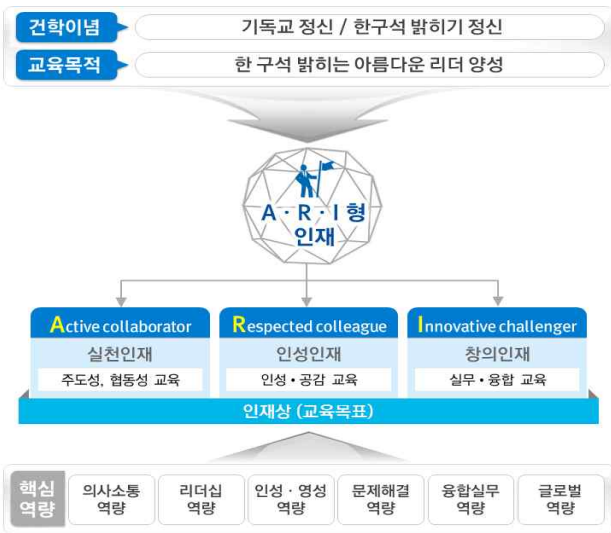 건학이념
기독교 정신 / 한구석 밝히기 정신
교육목적
한 구석 밝히는 아름다운 리더 양성
A · R · I 형
인재
Active collaborator
실천인재
주도성, 협동성 교육
Respected colleague
인성인재
인성 • 공감 교육
Innovative challenger
창의인재
실무 • 융합 교육
인재상 (교육목표)
핵심
역량
의사소통
역량
리더십
역량
인성 · 영성
역량
문제해결
역량
융합실무
역량
글로벌
역량